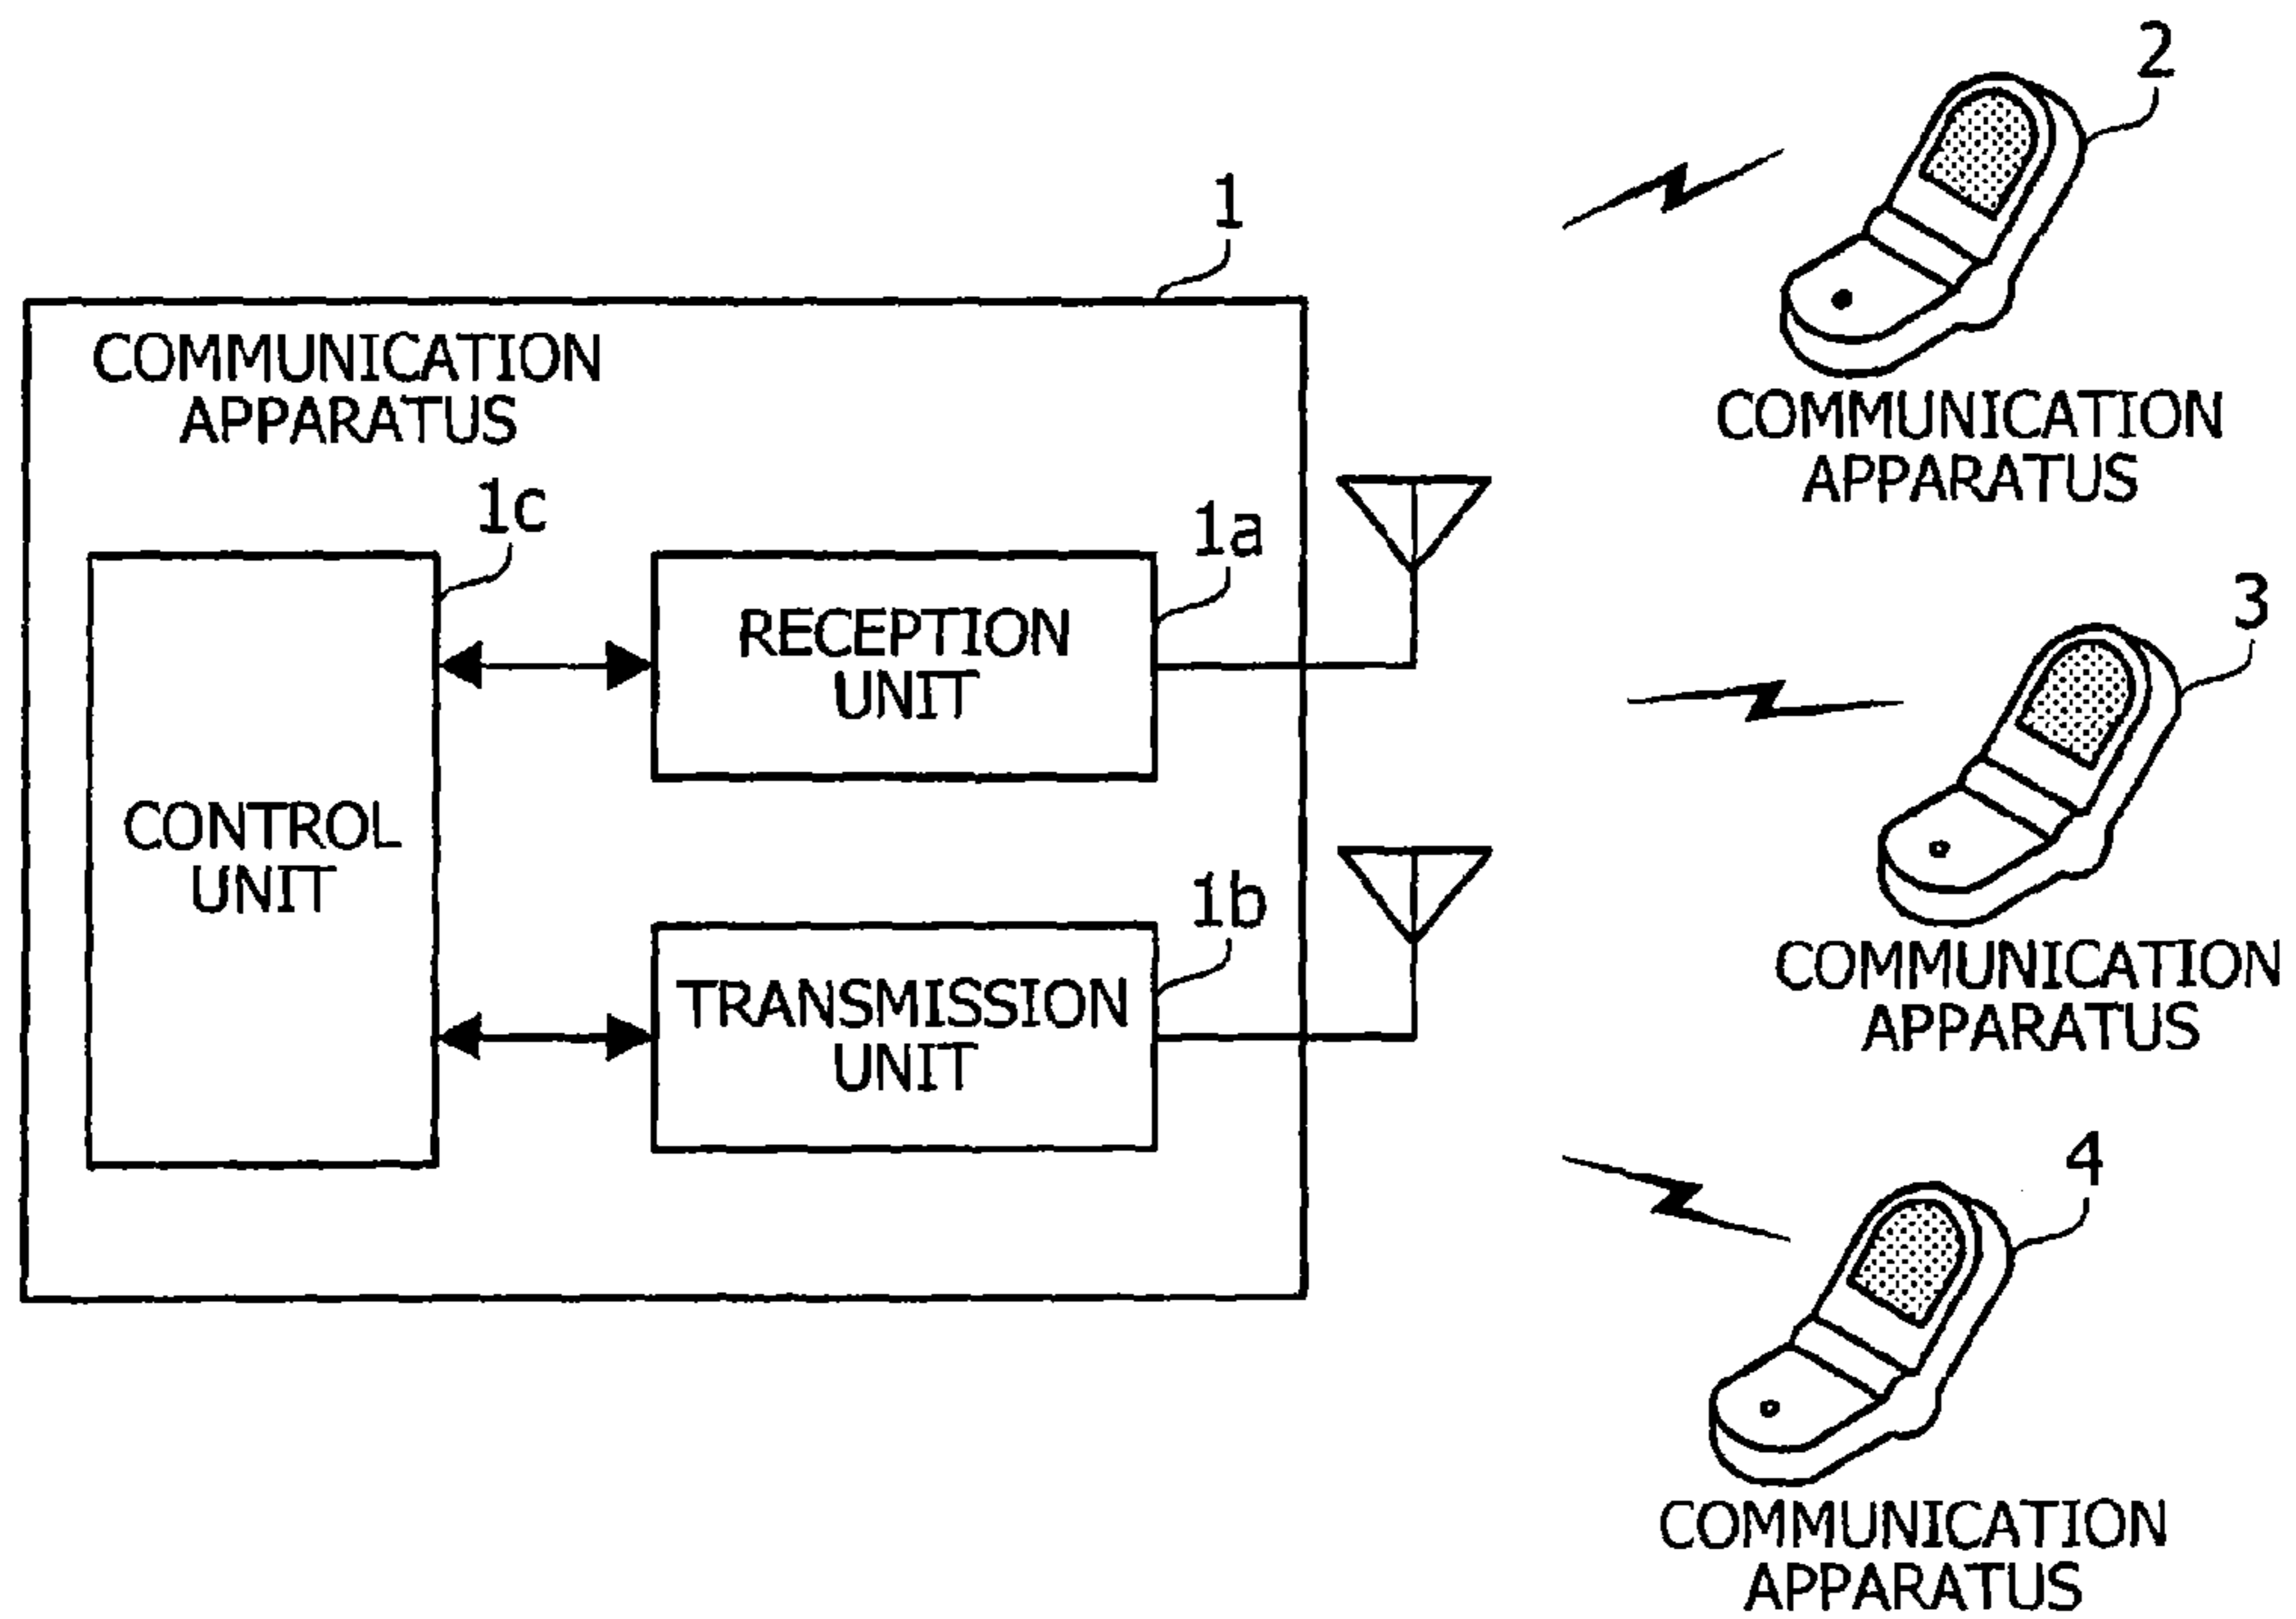 1
COMMUNICATION
APPARATUS
1c
CONTROL
UNIT
1a
RECEPTION
UNIT
1b
TRANSMISSION
UNIT
2
COMMUNICATION
APPARATUS
3
COMMUNICATION
APPARATUS
4
COMMUNICATION
APPARATUS